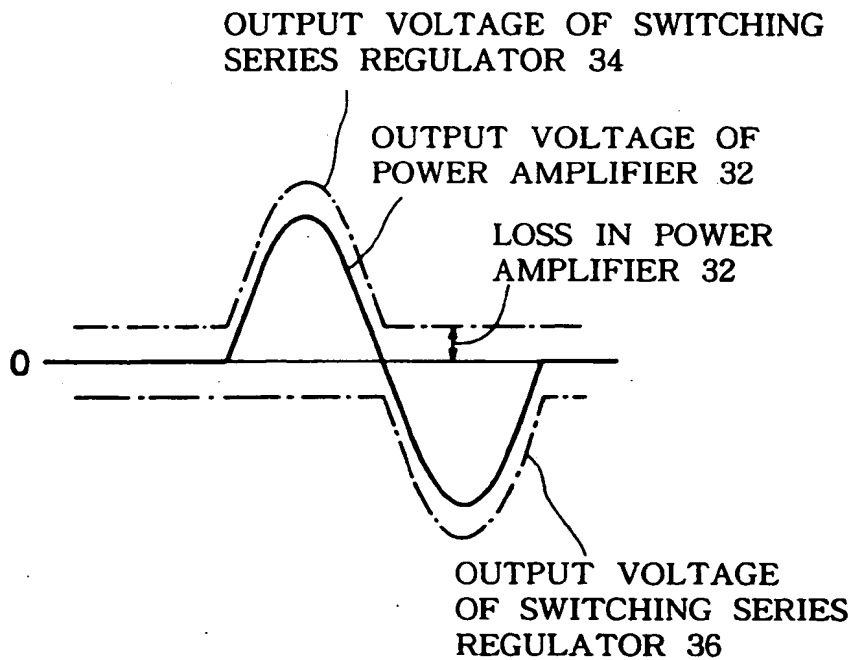 OUTPUT VOLTAGE OF SWITCHING
SERIES REGULATOR 34
OUTPUT VOLTAGE OF
POWER AMPLIFIER 32
LOSS IN POWER
AMPLIFIER 32
0
OUTPUT VOLTAGE
OF SWITCHING SERIES
REGULATOR 36